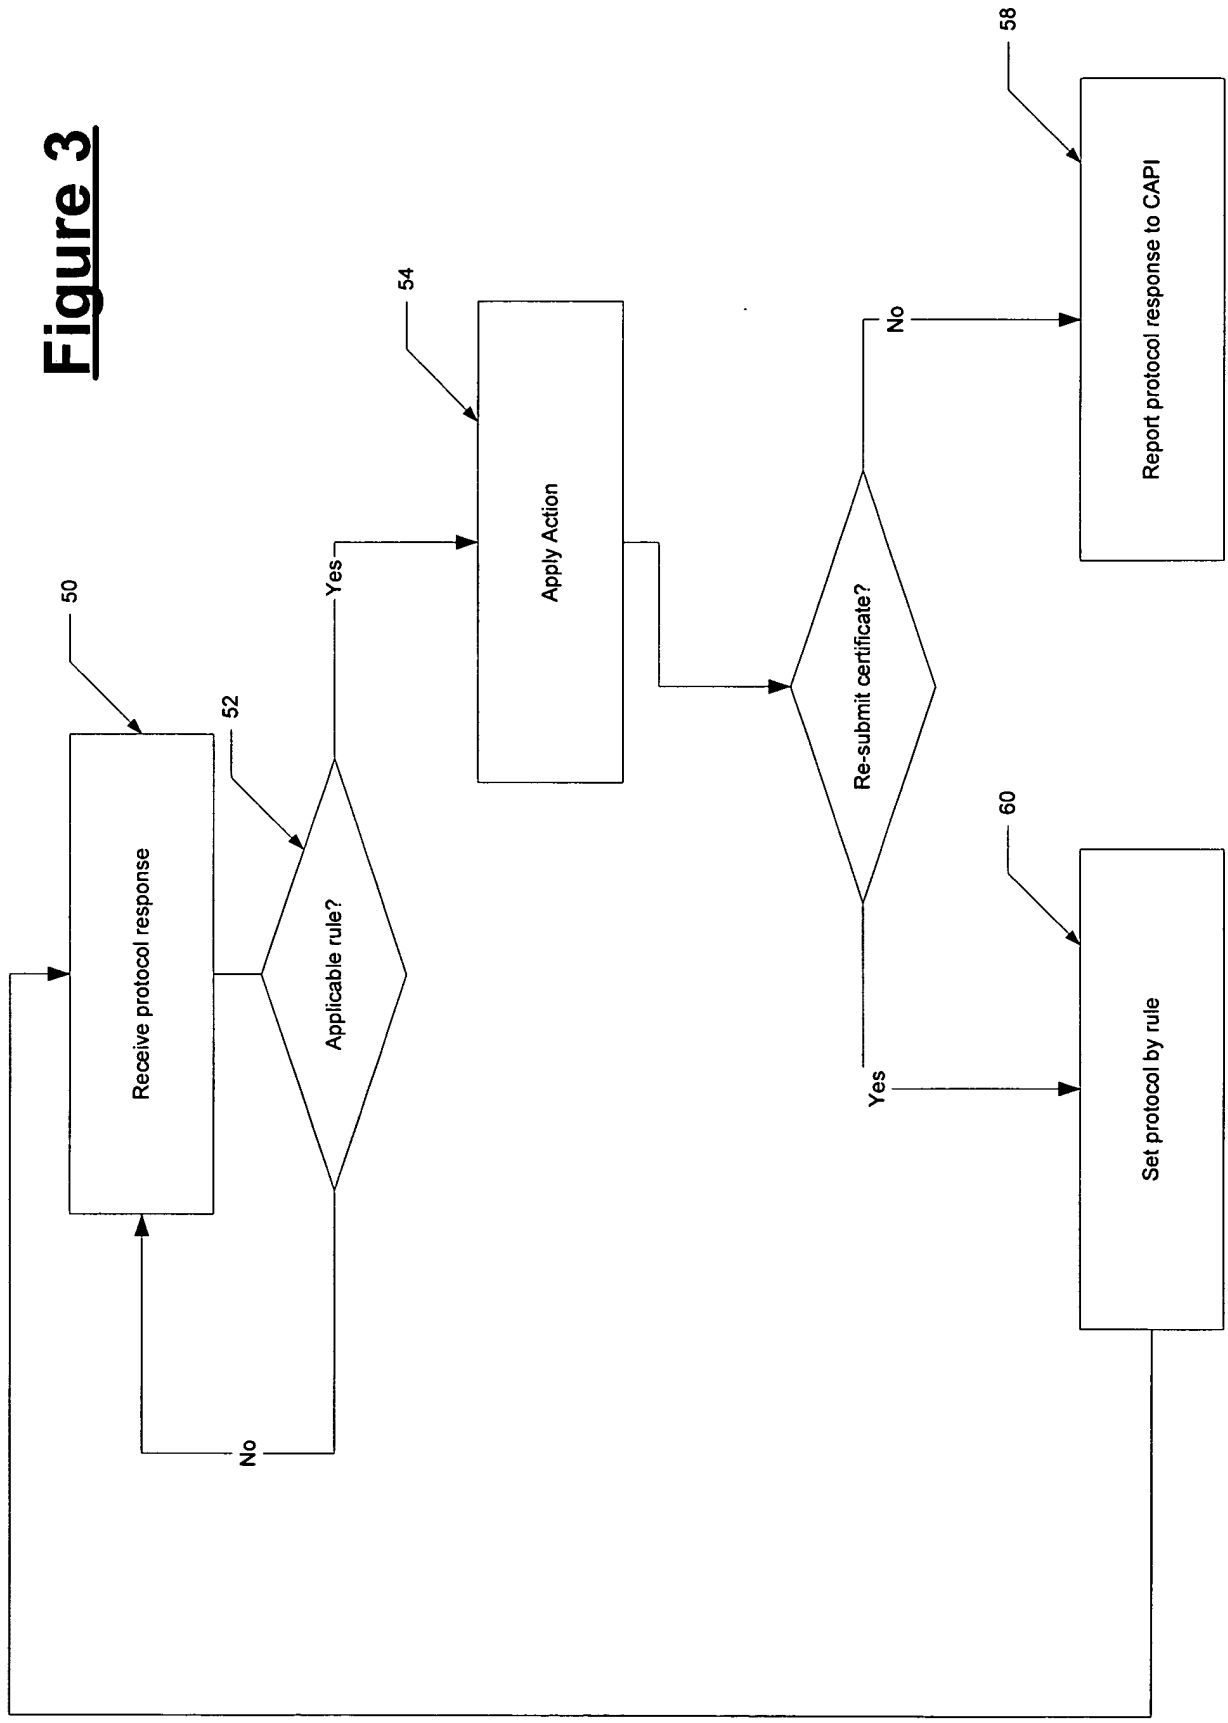 Figure 3
50
Receive protocol response
52
Applicable rule?
No
Yes
54
Apply Action
Re-submit certificate?
Yes
No
60
Set protocol by rule
58
Report protocol response to CAPI